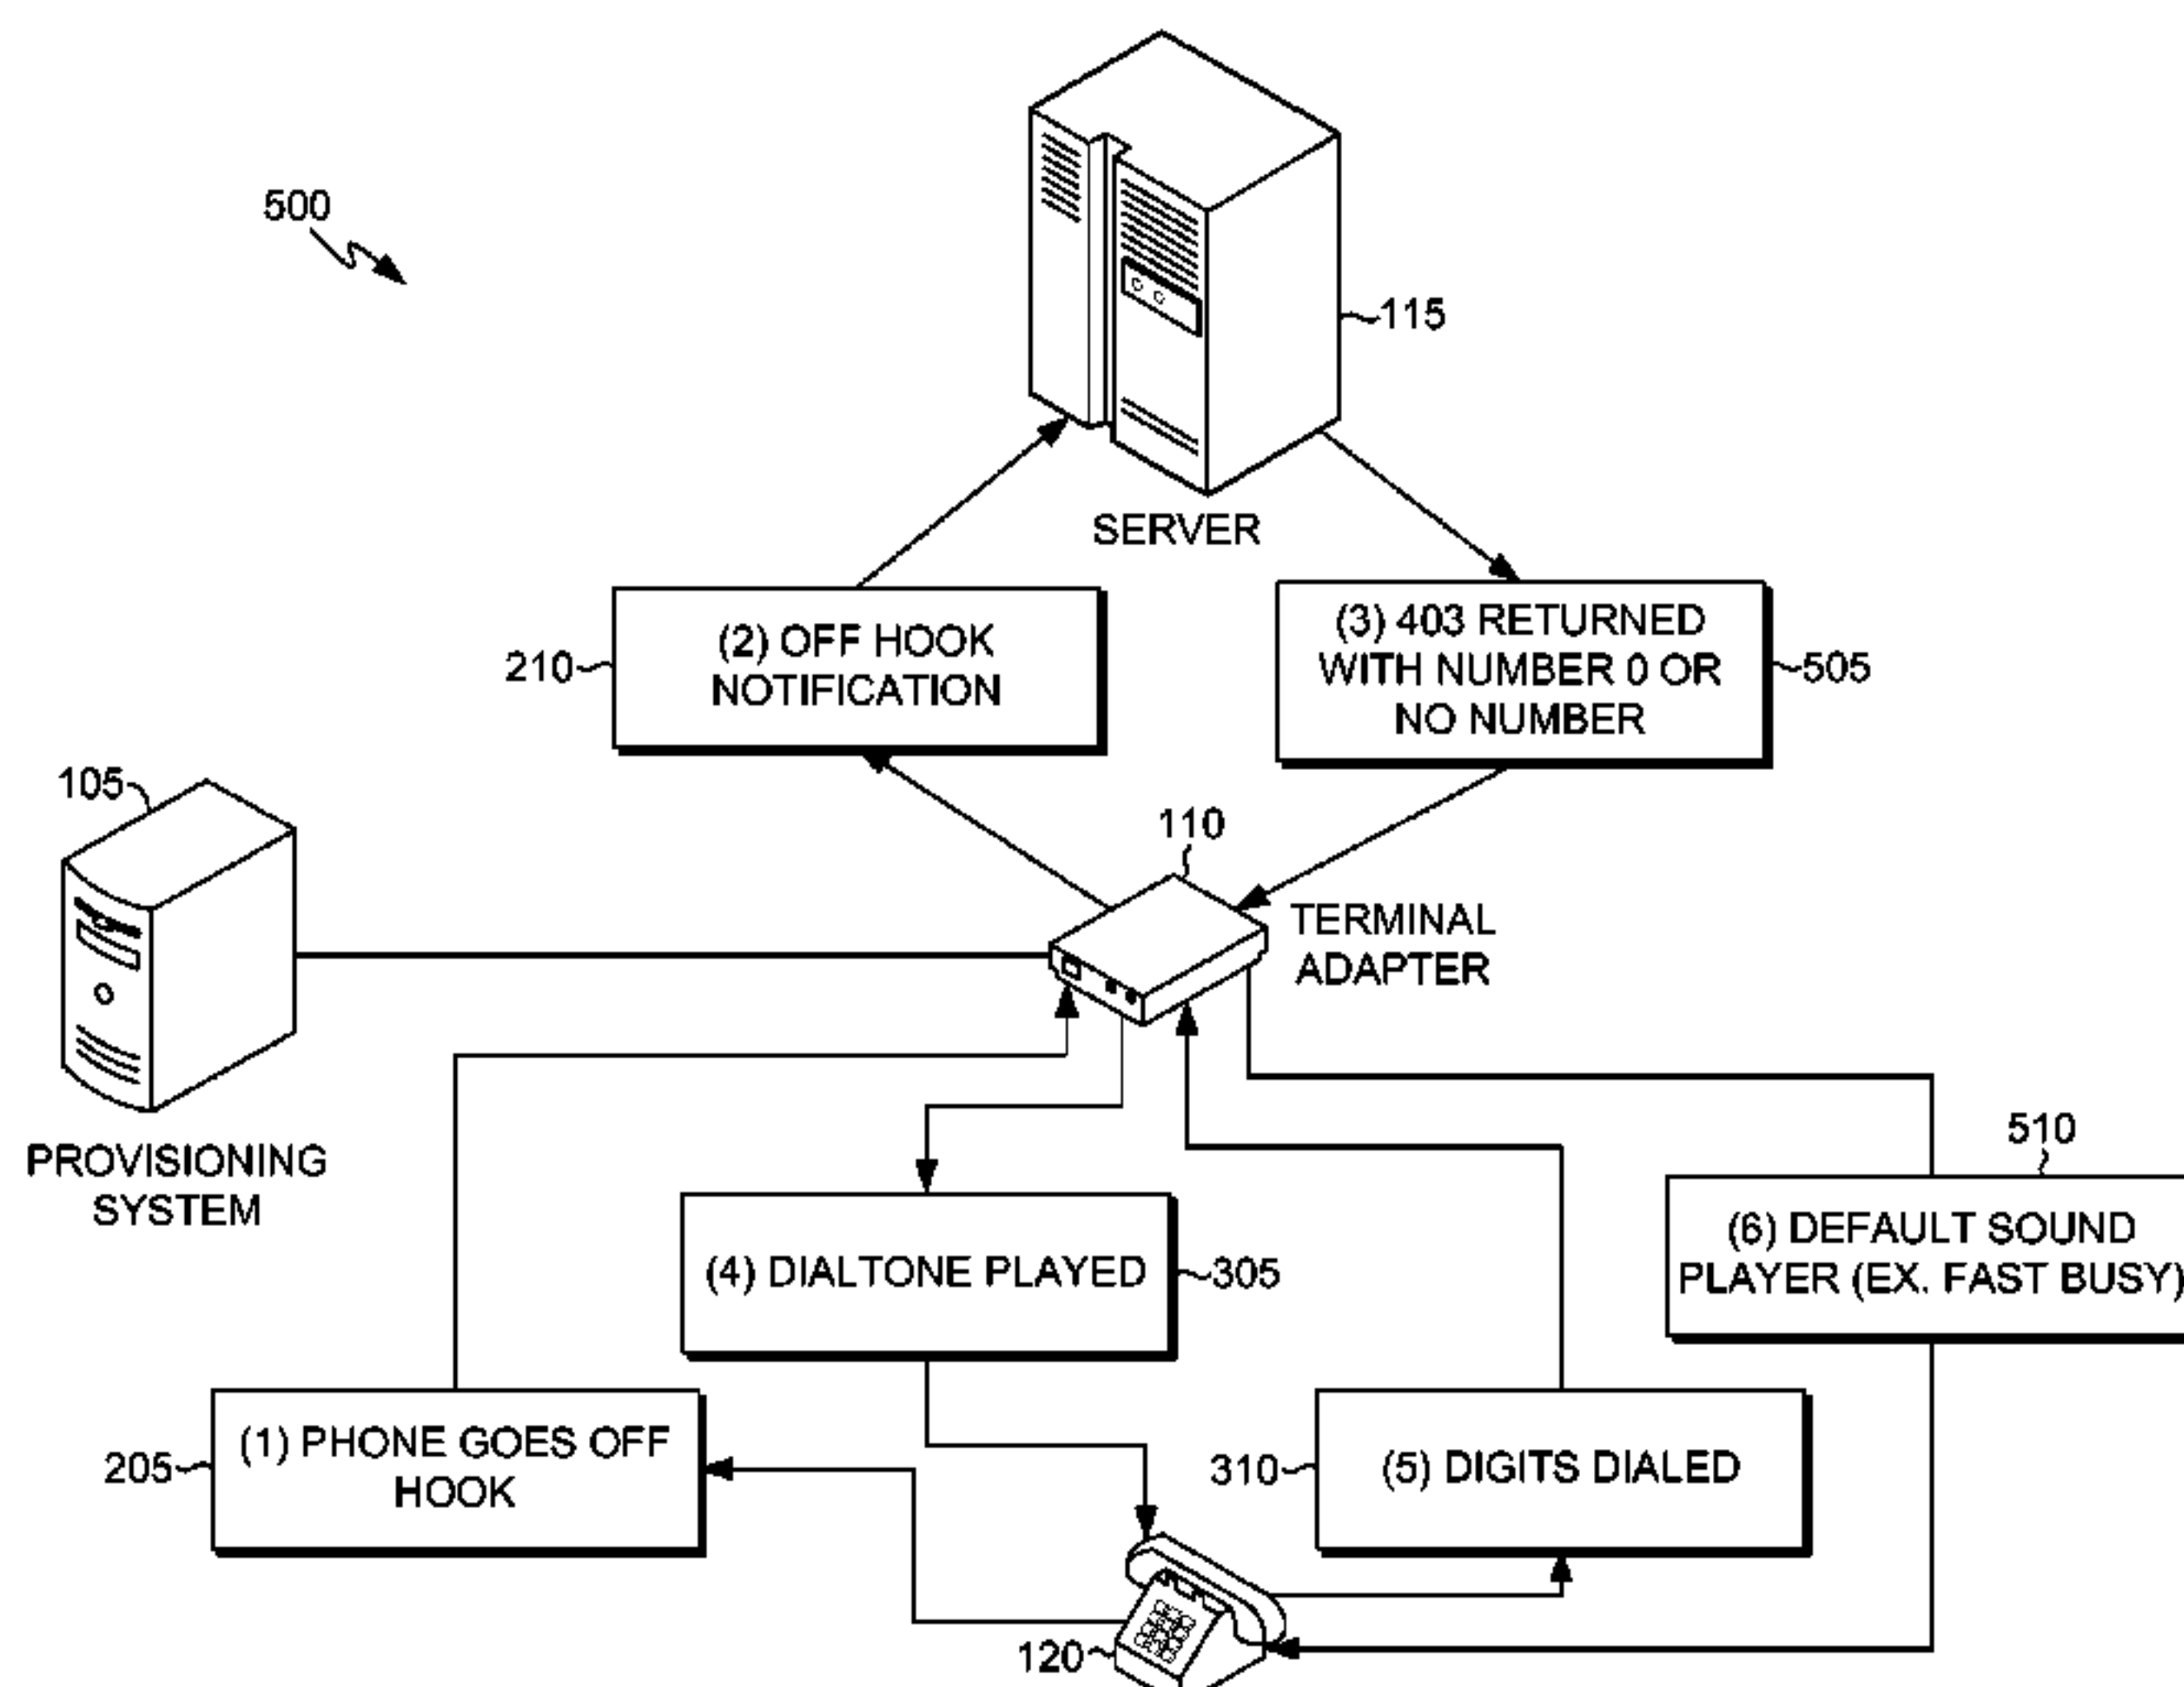 500
115
SERVER
(2) OFF HOOK
NOTIFICATION
210
(3) 403 RETURNED
WITH NUMBER 0 OR
NO NUMBER
505
105
110
TERMINAL
ADAPTER
PROVISIONING
SYSTEM
510
(6) DEFAULT SOUND
PLAYER (EX. FAST BUSY)
(4) DIALTONE PLAYED
305
205
(1) PHONE GOES OFF
HOOK
310
(5) DIGITS DIALED
120